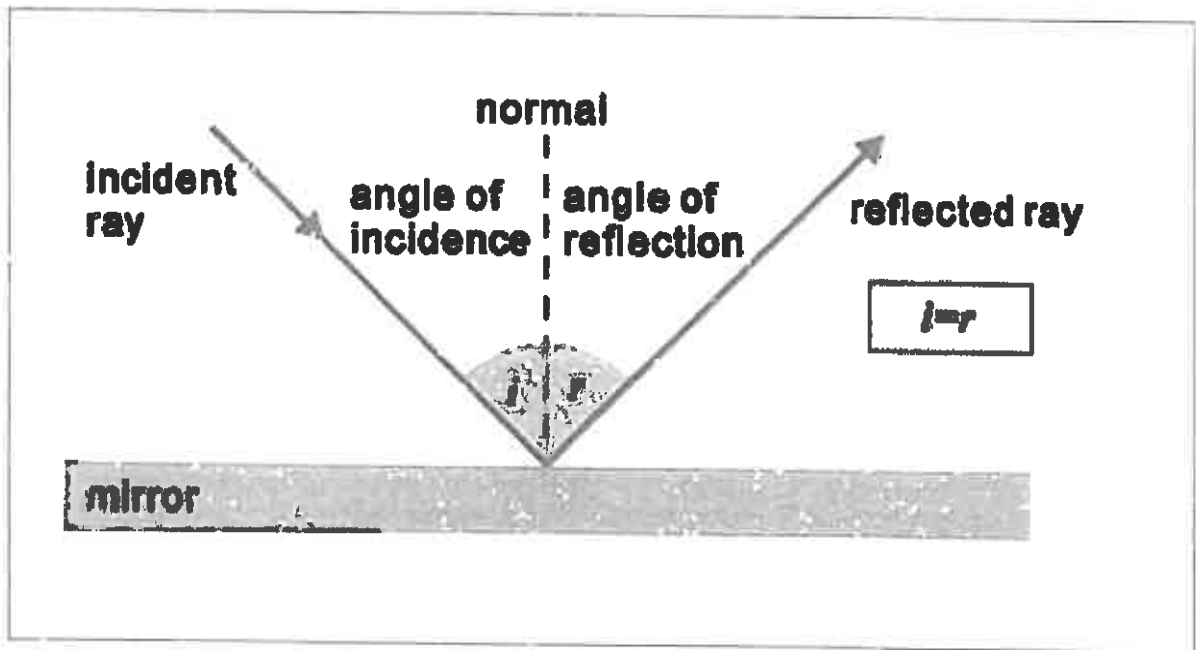 normal
incident
ray
angle of
incidence
angle of
reflection
reflected ray
i=r
i
r
mirror